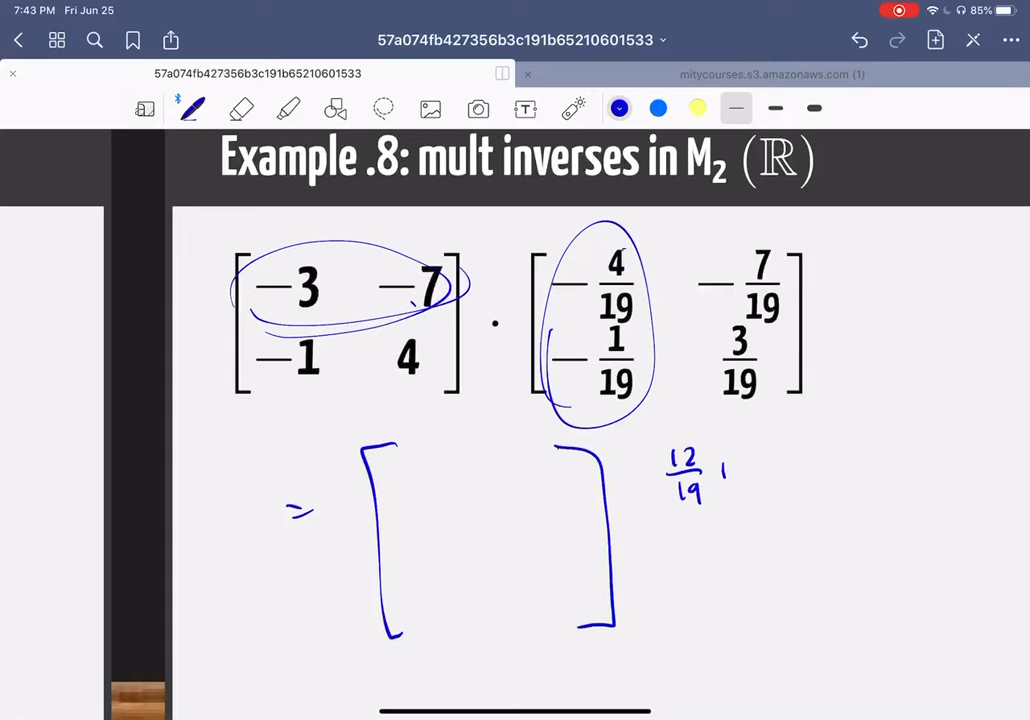 7:43 PM Fri Jun 25
85%
57a074fb427356b3c191b65210601533
57a074fb427356b3c191b65210601533
mitycourses.s3.amazonaws.com (1)
Example .8: mult inverses in M₂ (ℝ)
[−3 −7] · [−4/19 −7/19]
[−1 4] [−1/19 3/19]
= [ ] 12/19